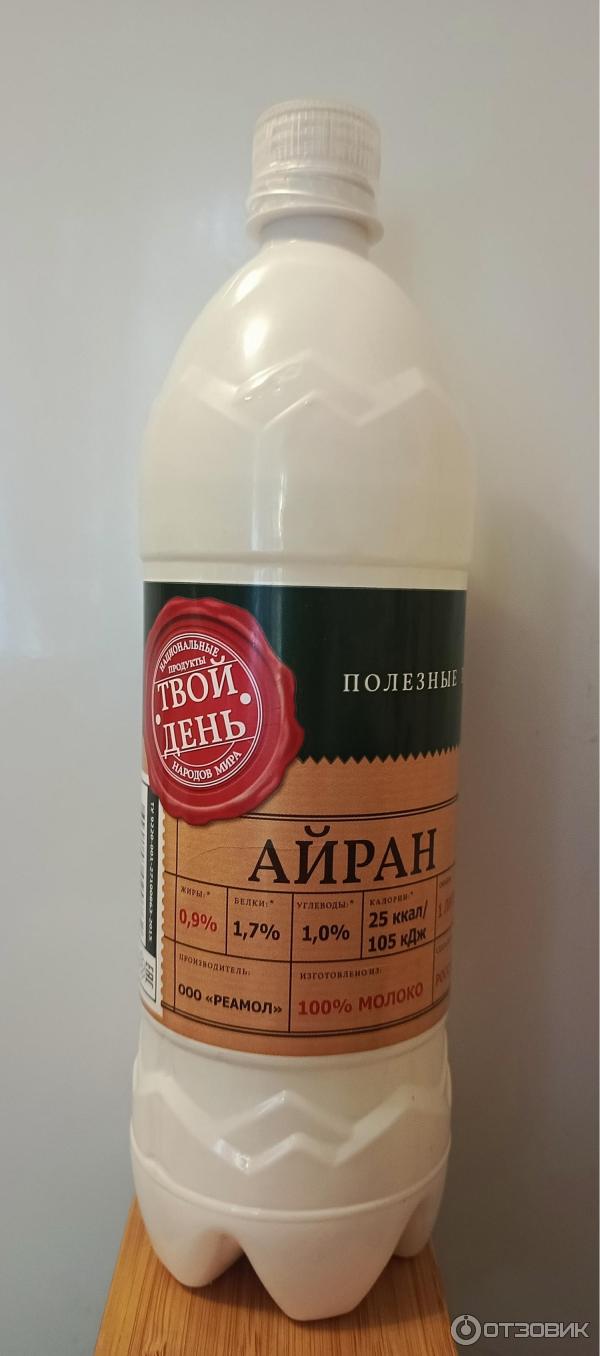 НАЦИОНАЛЬНЫЕ
ПРОДУКТЫ
ТВОЙ
ДЕНЬ
НАРОДОВ МИРА
ПОЛЕЗНЫЕ
АЙРАН
ЖИРЫ:* БЕЛКИ:* УГЛЕВОДЫ:* КАЛОРИИ:*
0,9% 1,7% 1,0% 25 ккал/
105 кДж
ПРОИЗВОДИТЕЛЬ: ИЗГОТОВЛЕНО ИЗ:
ООО «РЕАМОЛ» 100% МОЛОКО
EAC
ОТЗОВИК